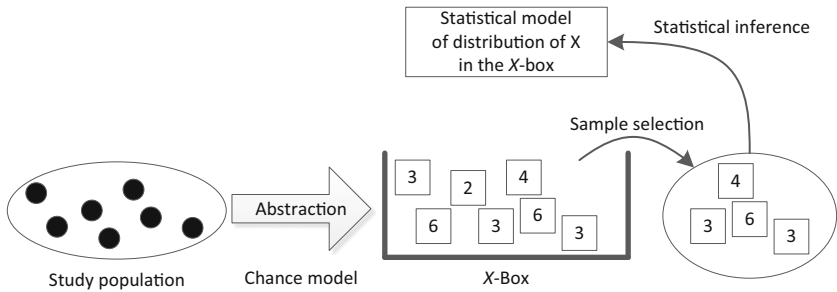 Statistical model
of distribution of X
in the X-box
Statistical inference
Sample selection
3
2
4
6
3
6
3
4
3
6
3
Abstraction
Study population
Chance model
X-Box